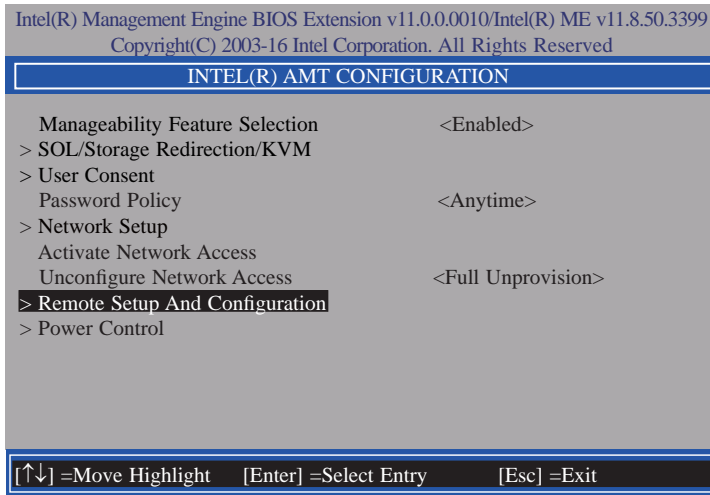 Intel(R) Management Engine BIOS Extension v11.0.0.0010/Intel(R) ME v11.8.50.3399
Copyright(C) 2003-16 Intel Corporation. All Rights Reserved
INTEL(R) AMT CONFIGURATION
Manageability Feature Selection <Enabled>
> SOL/Storage Redirection/KVM
> User Consent
Password Policy <Anytime>
> Network Setup
Activate Network Access
Unconfigure Network Access <Full Unprovision>
> Remote Setup And Configuration
> Power Control
[↑↓] =Move Highlight [Enter] =Select Entry [Esc] =Exit